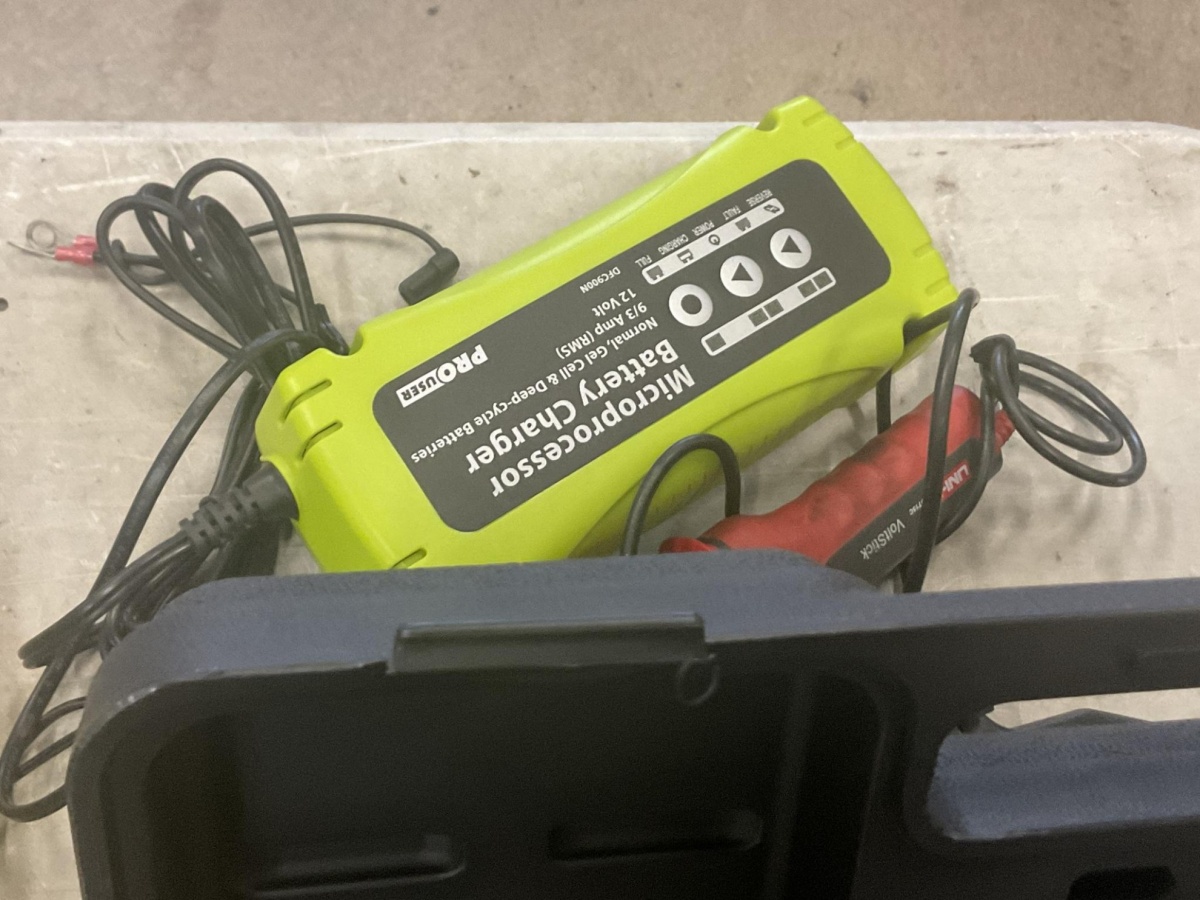 Microprocessor
Battery Charger
Normal, Gel Cell & Deep-cycle Batteries
9/3 Amp (RMS)
12 Volt
DFC900N
PROUSER
REVERSE
FAULT
POWER
CHARGING
FULL
VoltStick